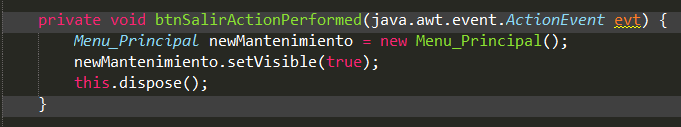 private void btnSalirActionPerformed(java.awt.event.ActionEvent evt) {
Menu_Principal newMantenimiento = new Menu_Principal();
newMantenimiento.setVisible(true);
this.dispose();
}